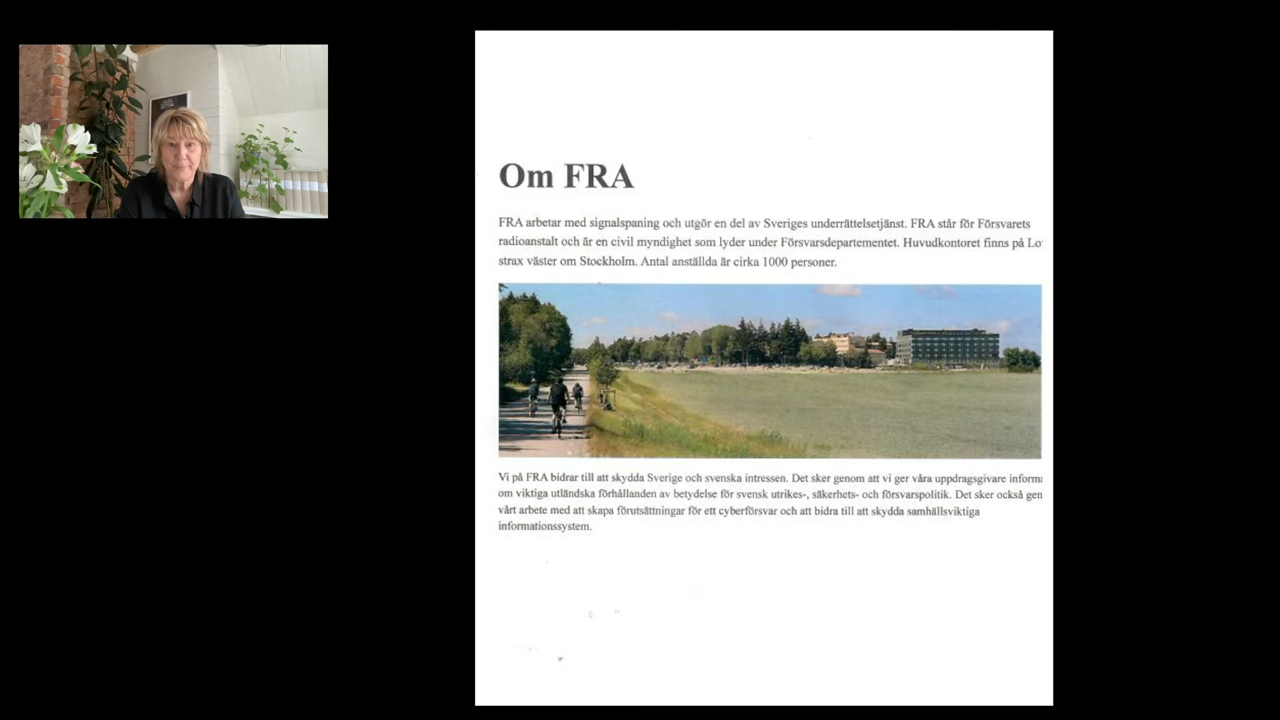 Om FRA
FRA arbetar med signalspaning och utgör en del av Sveriges underrättelsetjänst. FRA står för Försvarets
radioanstalt och är en civil myndighet som lyder under Försvarsdepartementet. Huvudkontoret finns på Lo
strax väster om Stockholm. Antal anställda är cirka 1000 personer.
Vi på FRA bidrar till att skydda Sverige och svenska intressen. Det sker genom att vi ger våra uppdragsgivare inform
om viktiga utländska förhållanden av betydelse för svensk utrikes-, säkerhets- och försvarspolitik. Det sker också gen
vårt arbete med att skapa förutsättningar för ett cyberförsvar och att bidra till att skydda samhällsviktiga
informationssystem.